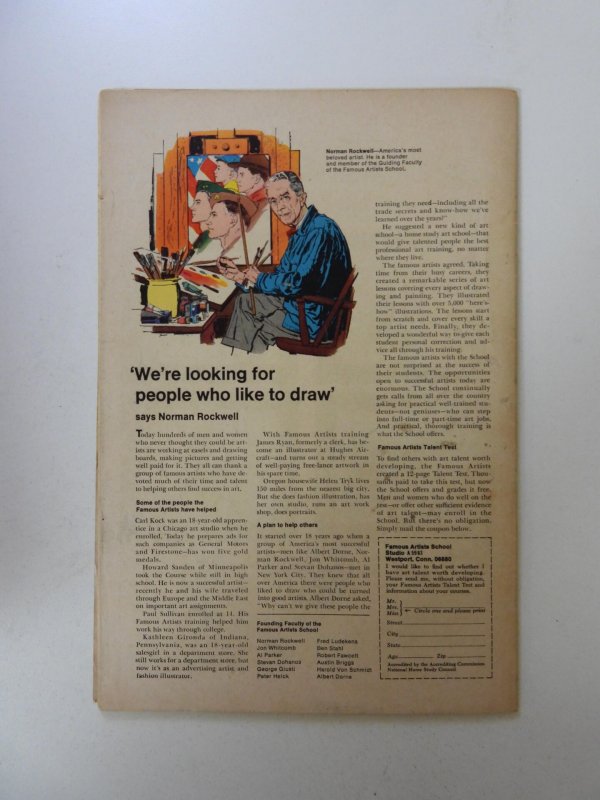 Norman Rockwell—America's most
beloved artist. He is a founder
and member of the Guiding Faculty
of the Famous Artists School.
'We're looking for
people who like to draw'
says Norman Rockwell
Today hundreds of men and women
who never thought they could be art-
ists are working at easels and drawing
boards, making pictures and getting
well paid for it. They all can thank a
group of famous artists who have de-
voted much of their time and talent
to helping others find success in art.
Some of the people the
Famous Artists have helped
Carl Kock was an 18-year-old appren-
tice in a Chicago art studio when he
enrolled. Today he prepares ads for
such companies as General Motors
and Firestone—has won five gold
medals.
Howard Sanden of Minneapolis
took the Course while still in high
school. He is now a successful artist—
recently he and his wife traveled
through Europe and the Middle East
on important art assignments.
Paul Sullivan enrolled at 14. His
Famous Artists training helped him
work his way through college.
Kathleen Gironda of Indiana,
Pennsylvania, was an 18-year-old
salesgirl in a department store. She
still works for a department store, but
now it's as an advertising artist and
fashion illustrator.
With Famous Artists training
James Ryan, formerly a clerk, has be-
come an illustrator at Hughes Air-
craft—and turns out a steady stream
of well-paying free-lance artwork in
his spare time.
Oregon housewife Helen Tryk lives
150 miles from the nearest big city.
But she does fashion illustration, has
her own studio, runs an art work
shop, does portraits.
A plan to help others
It started over 18 years ago when a
group of America's most successful
artists—men like Albert Dorne, Nor-
man Rockwell, Jon Whitcomb, Al
Parker and Stevan Dohanos—met in
New York City. They knew that all
over America there were people who
liked to draw who could be turned
into good artists. Albert Dorne asked,
"Why can't we give these people the
Founding Faculty of the
Famous Artists School
Norman Rockwell
Jon Whitcomb
Al Parker
Stevan Dohanos
George Giusti
Peter Helck
Fred Ludekens
Ben Stahl
Robert Fawcett
Austin Briggs
Harold Von Schmidt
Albert Dorne
training they need—including all the
trade secrets and know-how we've
learned over the years?"
He suggested a new kind of art
school—a home study art school—that
would give talented people the best
professional art training, no matter
where they live.
The famous artists agreed. Taking
time from their busy careers, they
created a remarkable series of art
lessons covering every aspect of draw-
ing and painting. They illustrated
their lessons with over 5,000 "here's-
how" illustrations. The lessons start
from scratch and cover every skill a
top artist needs. Finally, they de-
veloped a wonderful way to give each
student personal correction and ad-
vice all through his training.
The famous artists with the School
are not surprised at the success of
their students. The opportunities
open to successful artists today are
enormous. The School continually
gets calls from all over the country
asking for practical well-trained stu-
dents—not geniuses—who can step
into full-time or part-time art jobs.
And practical, thorough training is
what the School offers.
Famous Artists Talent Test
To find others with art talent worth
developing, the Famous Artists
created a 12-page Talent Test. Thou-
sands paid to take this test, but now
the School offers and grades it free.
Men and women who do well on the
test—or offer other sufficient evidence
of art talent—may enroll in the
School. But there's no obligation.
Simply mail the coupon below.
Famous Artists School
Studio
Westport, Conn. 06880
I would like to find out whether I
have art talent worth developing.
Please send me, without obligation,
your Famous Artists Talent Test and
information about your courses.
Mr.
Mrs.
Miss
Circle one and please print
Street
City
State
Age Zip
Accredited by the Accrediting Commission
National Home Study Council